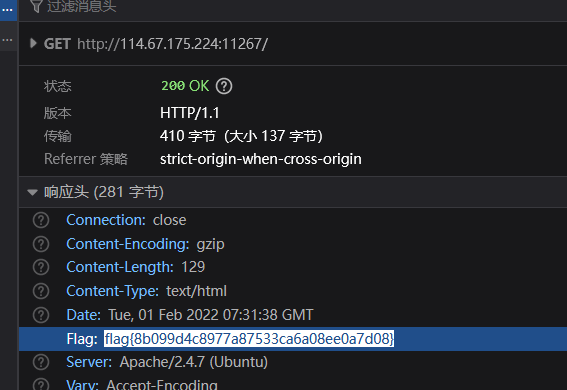 过滤消息头
GET http://114.67.175.224:11267/
状态 200 OK
版本 HTTP/1.1
传输 410 字节（大小 137 字节）
Referrer 策略 strict-origin-when-cross-origin
响应头 (281 字节)
Connection: close
Content-Encoding: gzip
Content-Length: 129
Content-Type: text/html
Date: Tue, 01 Feb 2022 07:31:38 GMT
Flag: flag{8b099d4c8977a87533ca6a08ee0a7d08}
Server: Apache/2.4.7 (Ubuntu)
Vary: Accept-Encoding